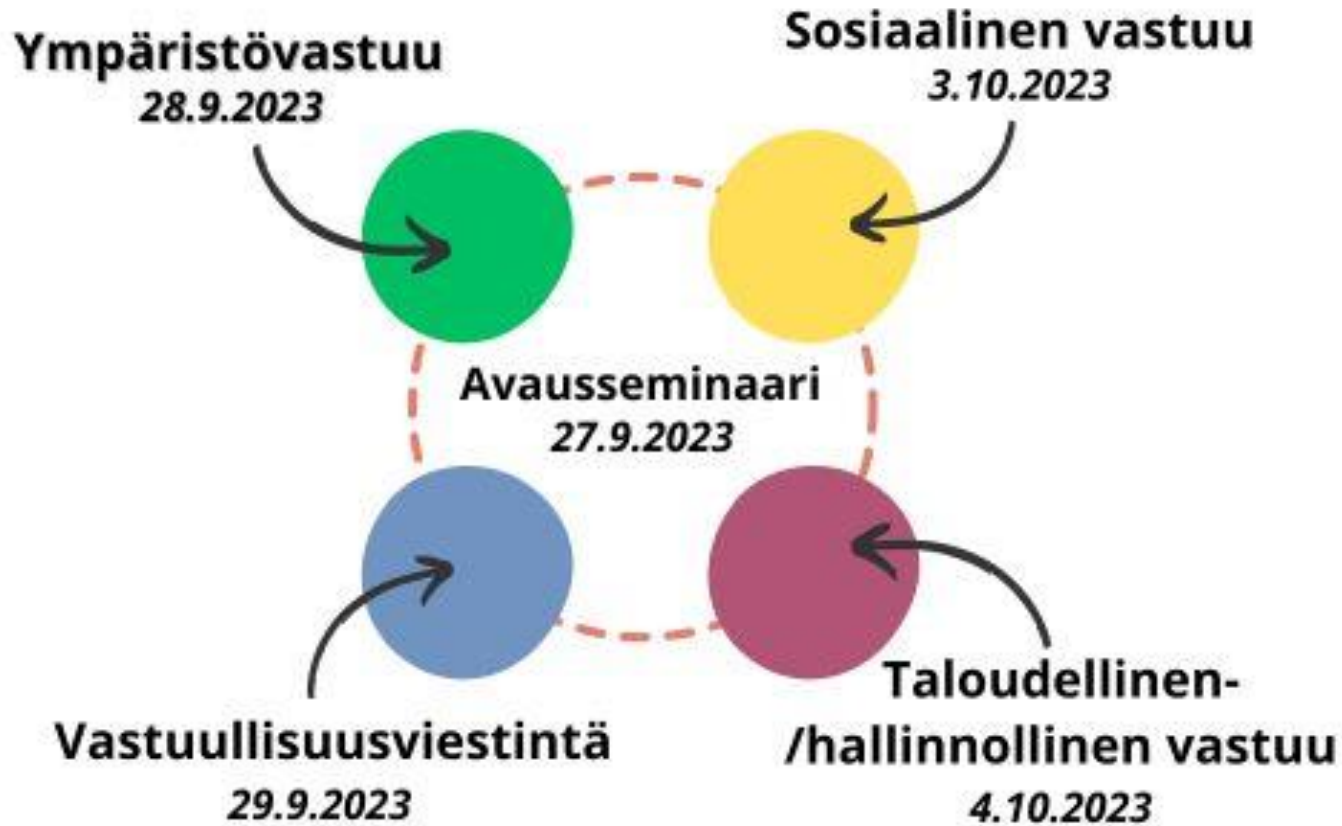 Ympäristövastuu
28.9.2023
Sosiaalinen vastuu
3.10.2023
Avausseminaari
27.9.2023
Vastuullisuusviestintä
29.9.2023
Taloudellinen-
/hallinnollinen vastuu
4.10.2023